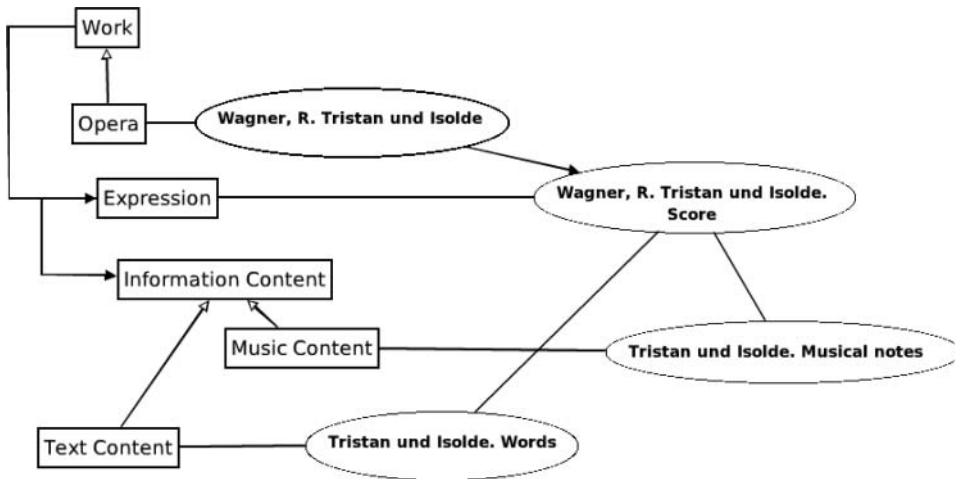 Work
Opera
Wagner, R. Tristan und Isolde
Expression
Wagner, R. Tristan und Isolde.
Score
Information Content
Music Content
Tristan und Isolde. Musical notes
Text Content
Tristan und Isolde. Words